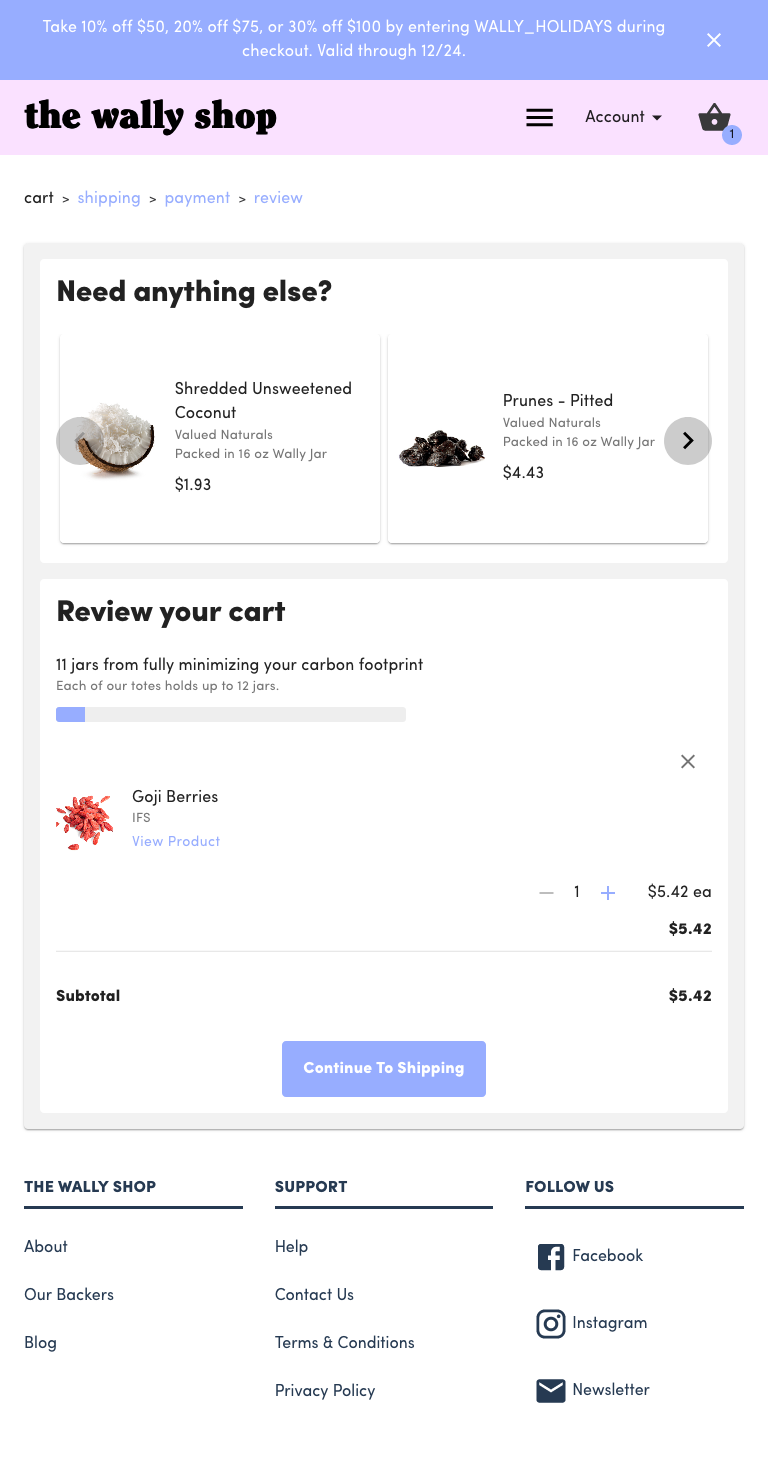 Take 10% off $50, 20% off $75, or 30% off $100 by entering WALLY_HOLIDAYS during
checkout. Valid through 12/24.
the wally shop
Account
1
cart > shipping > payment > review
Need anything else?
Shredded Unsweetened
Coconut
Valued Naturals
Packed in 16 oz Wally Jar
$1.93
Prunes - Pitted
Valued Naturals
Packed in 16 oz Wally Jar
$4.43
Review your cart
11 jars from fully minimizing your carbon footprint
Each of our totes holds up to 12 jars.
Goji Berries
IFS
View Product
1 $5.42 ea
$5.42
Subtotal $5.42
Continue To Shipping
THE WALLY SHOP
About
Our Backers
Blog
SUPPORT
Help
Contact Us
Terms & Conditions
Privacy Policy
FOLLOW US
Facebook
Instagram
Newsletter